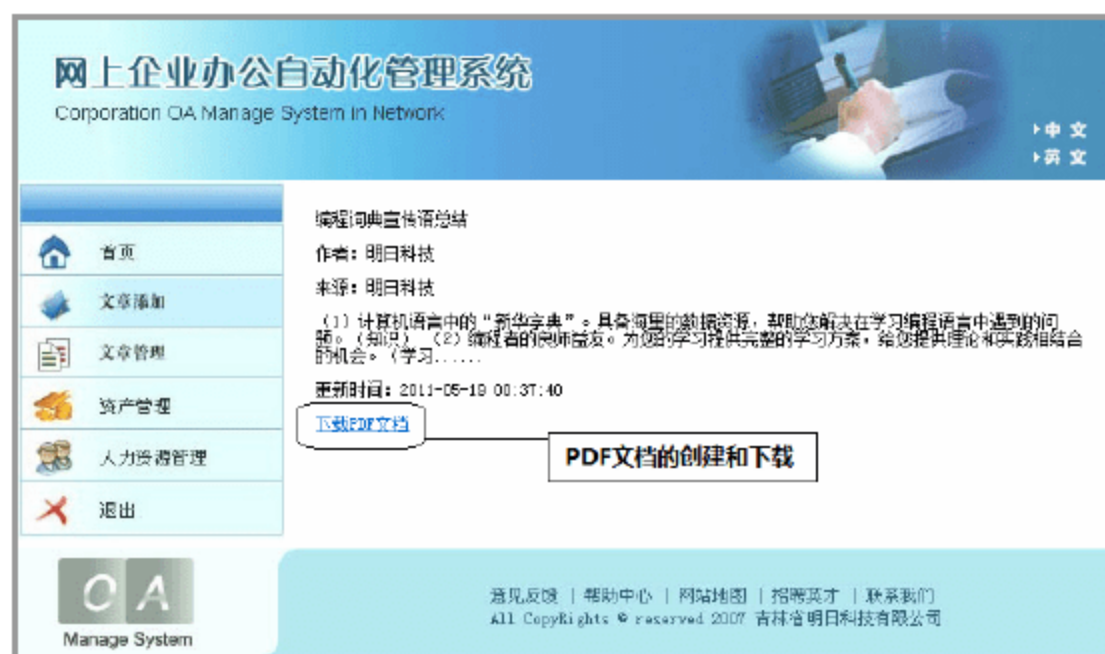 网上企业办公自动化管理系统
Corporation OA Manage System in Network
中 文
英 文
首页
文章添加
文章管理
资产管理
人力资源管理
退出
编程词典宣传语总结
作者：明日科技
来源：明日科技
（1）计算机语言中的“新华字典”。具备海量的数据资源，帮助您解决在学习编程语言中遇到的问
题。（知识） （2）编程者的良师益友。为您的学习提供完整的学习方案，给您提供理论和实践相结合
的机会。（学习......
更新时间：2011-05-19 00:37:40
下载PDF文档
PDF文档的创建和下载
OA
Manage System
意见反馈 | 帮助中心 | 网站地图 | 招聘英才 | 联系我们
All CopyRights © reserved 2007 吉林省明日科技有限公司